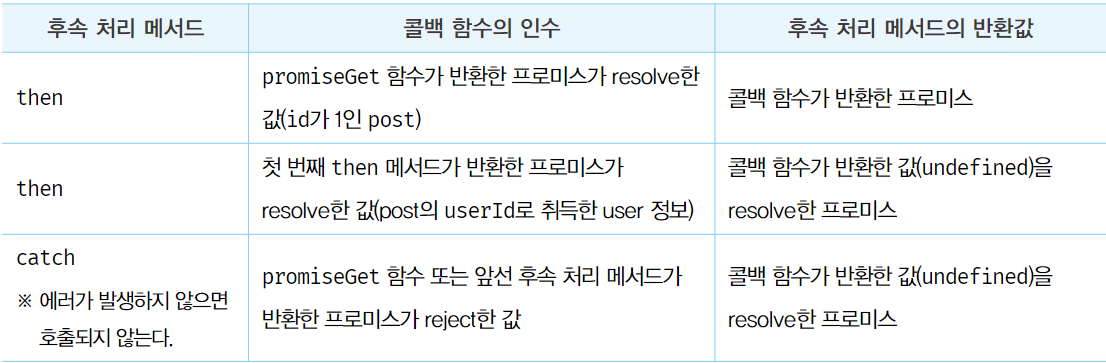 후속 처리 메서드
콜백 함수의 인수
후속 처리 메서드의 반환값
then
promiseGet 함수가 반환한 프로미스가 resolve한
값(id가 1인 post)
콜백 함수가 반환한 프로미스
then
첫 번째 then 메서드가 반환한 프로미스가
resolve한 값(post의 userId로 취득한 user 정보)
콜백 함수가 반환한 값(undefined)을
resolve한 프로미스
catch
※ 에러가 발생하지 않으면
호출되지 않는다.
promiseGet 함수 또는 앞선 후속 처리 메서드가
반환한 프로미스가 reject한 값
콜백 함수가 반환한 값(undefined)을
resolve한 프로미스